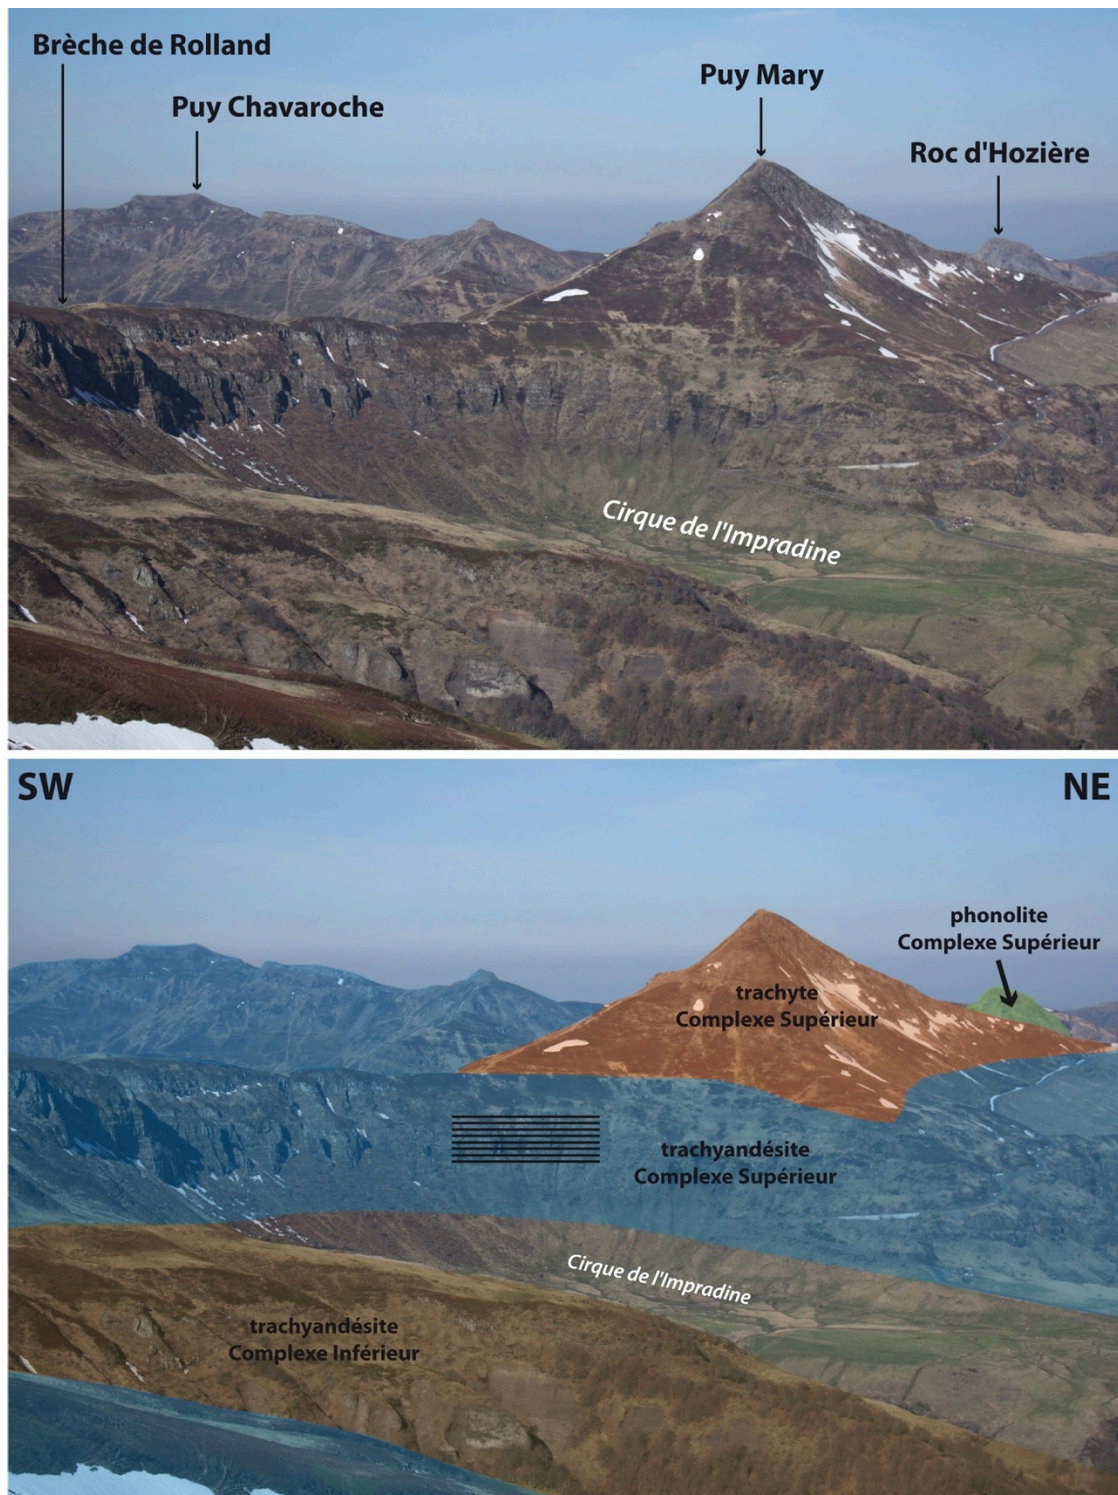 Brèche de Rolland
Puy Chavaroche
Puy Mary
Roc d'Hozière
Cirque de l'Impradine
SW
NE
phonolite
Complexe Supérieur
trachyte
Complexe Supérieur
trachyandésite
Complexe Supérieur
Cirque de l'Impradine
trachyandésite
Complexe Inférieur